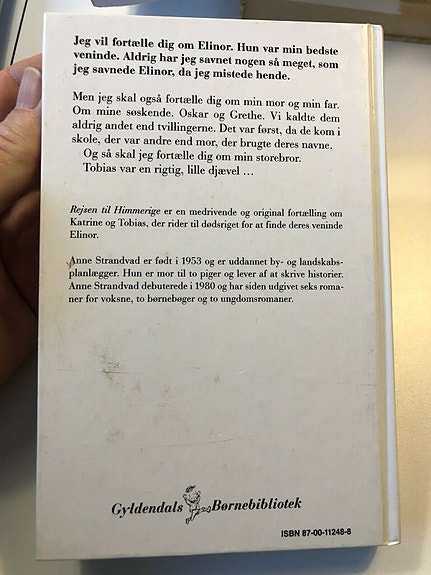 Jeg vil fortælle dig om Elinor. Hun var min bedste
veninde. Aldrig har jeg savnet nogen så meget, som
jeg savnede Elinor, da jeg mistede hende.
Men jeg skal også fortælle dig om min mor og min far.
Om mine søskende. Oskar og Grethe. Vi kaldte dem
aldrig andet end tvillingerne. Det var først, da de kom i
skole, der var andre end mor, der brugte deres navne.
Og så skal jeg fortælle dig om min storebror.
Tobias var en rigtig, lille djævel ...
Rejsen til Himmerige er en medrivende og original fortælling om
Katrine og Tobias, der rider til dødsriget for at finde deres veninde
Elinor.
Anne Strandvad er født i 1953 og er uddannet by- og landskabs-
planlægger. Hun er mor til to piger og lever af at skrive historier.
Anne Strandvad debuterede i 1980 og har siden udgivet seks roma-
ner for voksne, to børnebøger og to ungdomsromaner.
Gyldendals Børnebibliotek
ISBN 87-00-11248-8